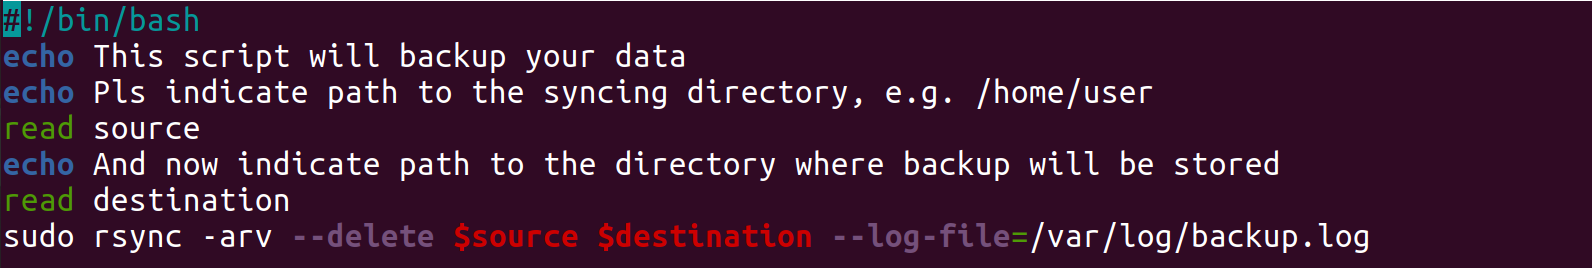 #!/bin/bash
echo This script will backup your data
echo Pls indicate path to the syncing directory, e.g. /home/user
read source
echo And now indicate path to the directory where backup will be stored
read destination
sudo rsync -arv --delete $source $destination --log-file=/var/log/backup.log